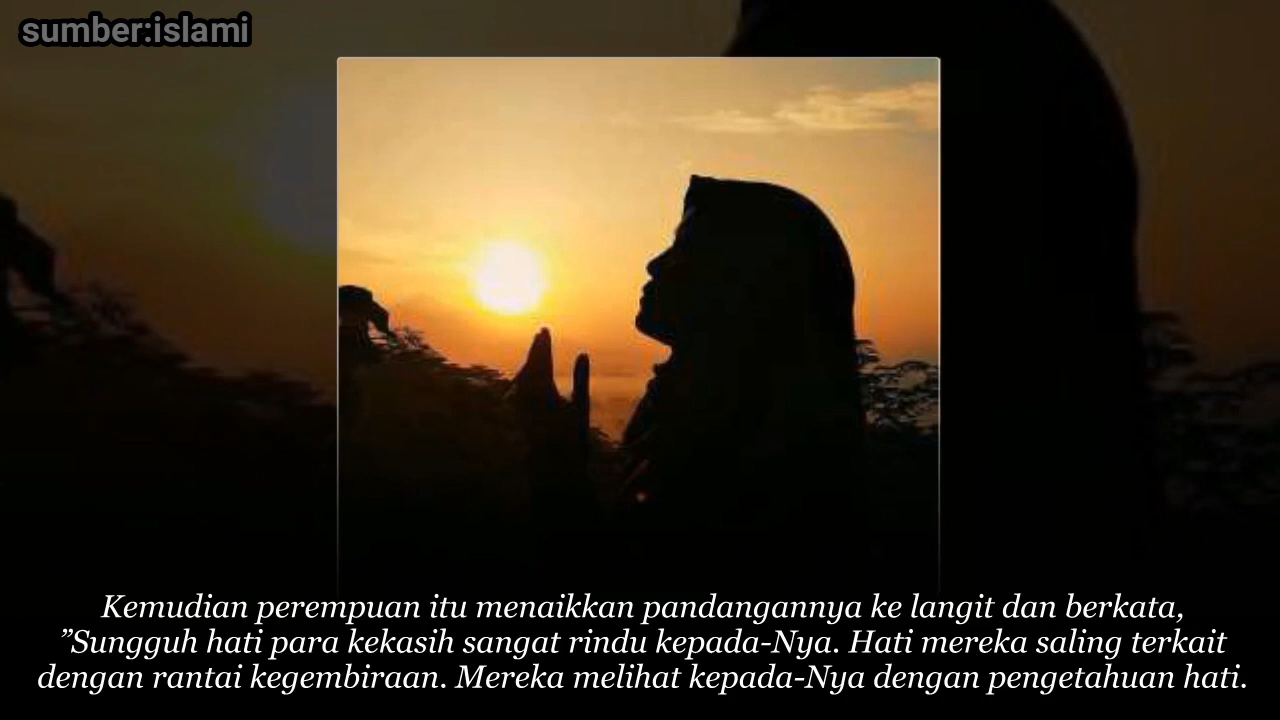 sumber:islami
Kemudian perempuan itu menaikkan pandangannya ke langit dan berkata,
”Sungguh hati para kekasih sangat rindu kepada-Nya. Hati mereka saling terkait
dengan rantai kegembiraan. Mereka melihat kepada-Nya dengan pengetahuan hati.